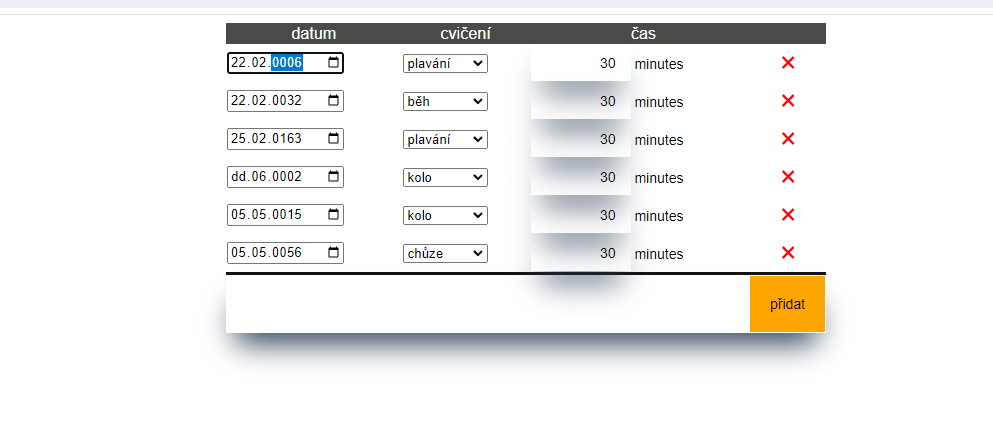 datum cvičení čas
22.02.0006 plavání 30 minutes ×
22.02.0032 běh 30 minutes ×
25.02.0163 plavání 30 minutes ×
dd.06.0002 kolo 30 minutes ×
05.05.0015 kolo 30 minutes ×
05.05.0056 chůze 30 minutes ×
přidat